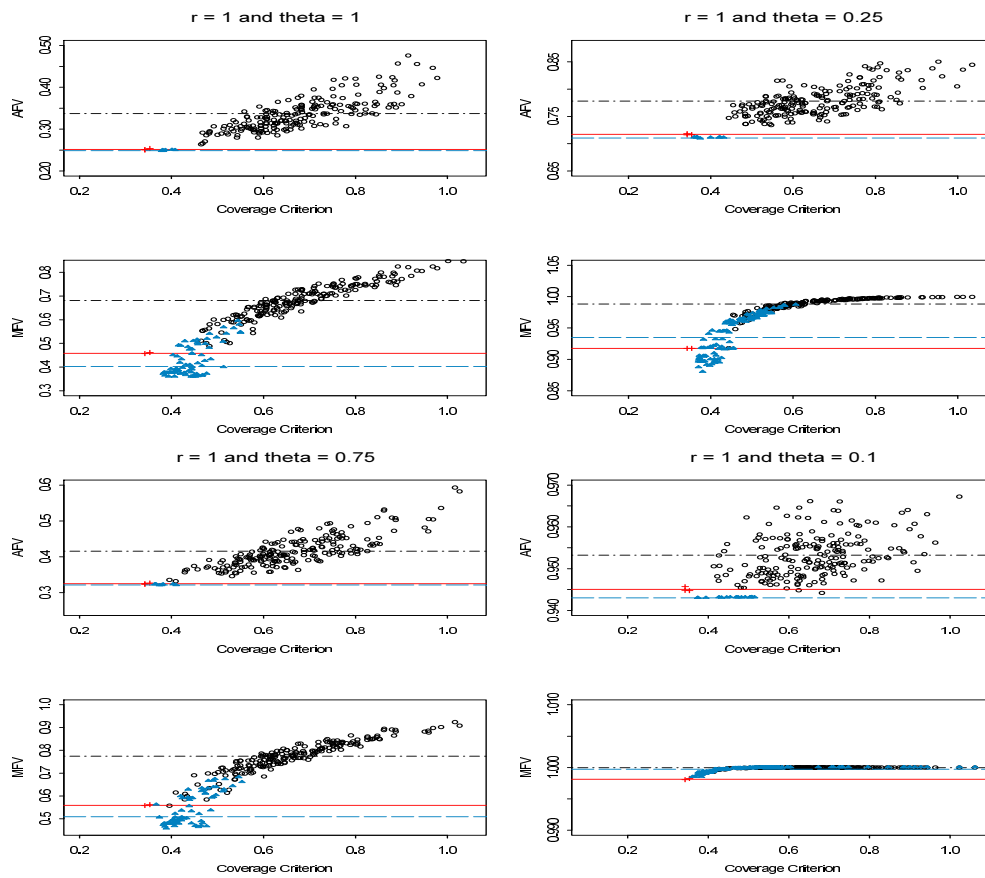 r = 1 and theta = 1
AFV
0.20 0.30 0.40 0.50
0.2 0.4 0.6 0.8 1.0
Coverage Criterion
r = 1 and theta = 0.25
AFV
0.65 0.75 0.85
0.2 0.4 0.6 0.8 1.0
Coverage Criterion
MFV
0.3 0.4 0.5 0.6 0.7 0.8
0.2 0.4 0.6 0.8 1.0
Coverage Criterion
MFV
0.85 0.90 0.95 1.00 1.05
0.2 0.4 0.6 0.8 1.0
Coverage Criterion
r = 1 and theta = 0.75
AFV
0.3 0.4 0.5 0.6
0.2 0.4 0.6 0.8 1.0
Coverage Criterion
r = 1 and theta = 0.1
AFV
0.940 0.950 0.960 0.970
0.2 0.4 0.6 0.8 1.0
Coverage Criterion
MFV
0.5 0.6 0.7 0.8 0.9 1.0
0.2 0.4 0.6 0.8 1.0
Coverage Criterion
MFV
0.990 1.000 1.010
0.2 0.4 0.6 0.8 1.0
Coverage Criterion